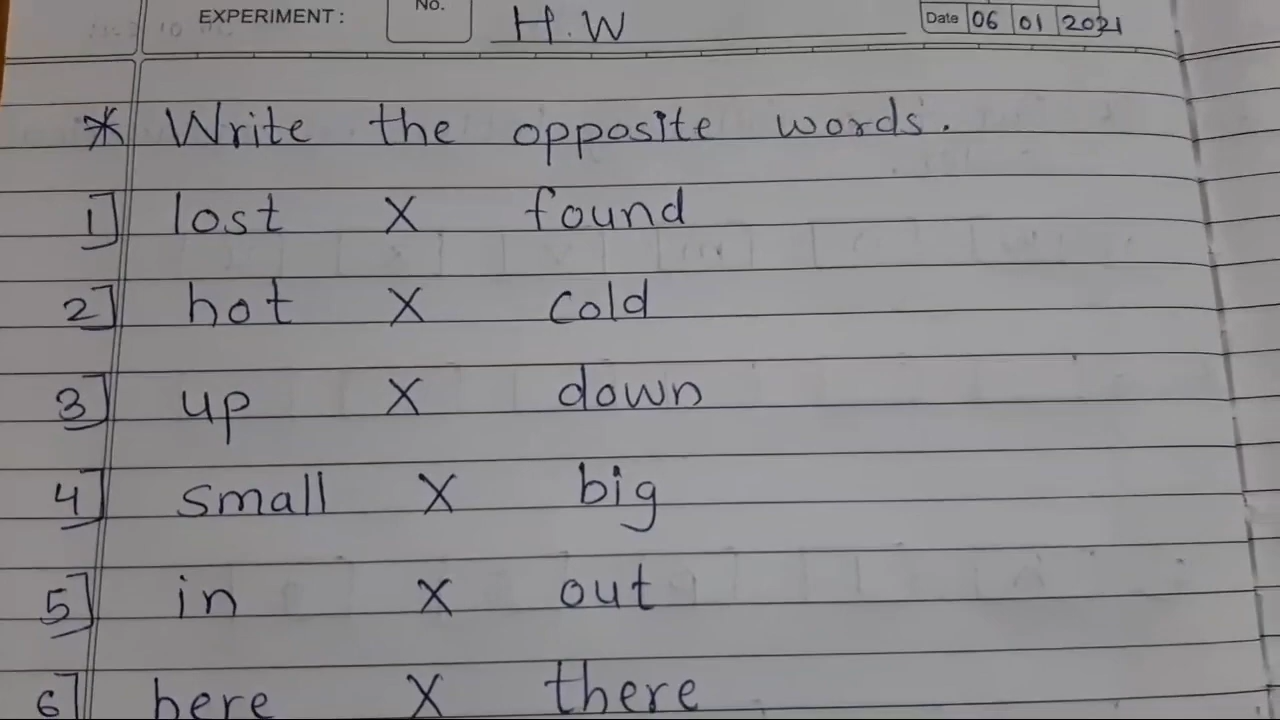 EXPERIMENT : No. H.W Date 06 01 2021
* Write the opposite words.
1] lost X found
2] hot X cold
3] up X down
4] small X big
5] in X out
6] here X there